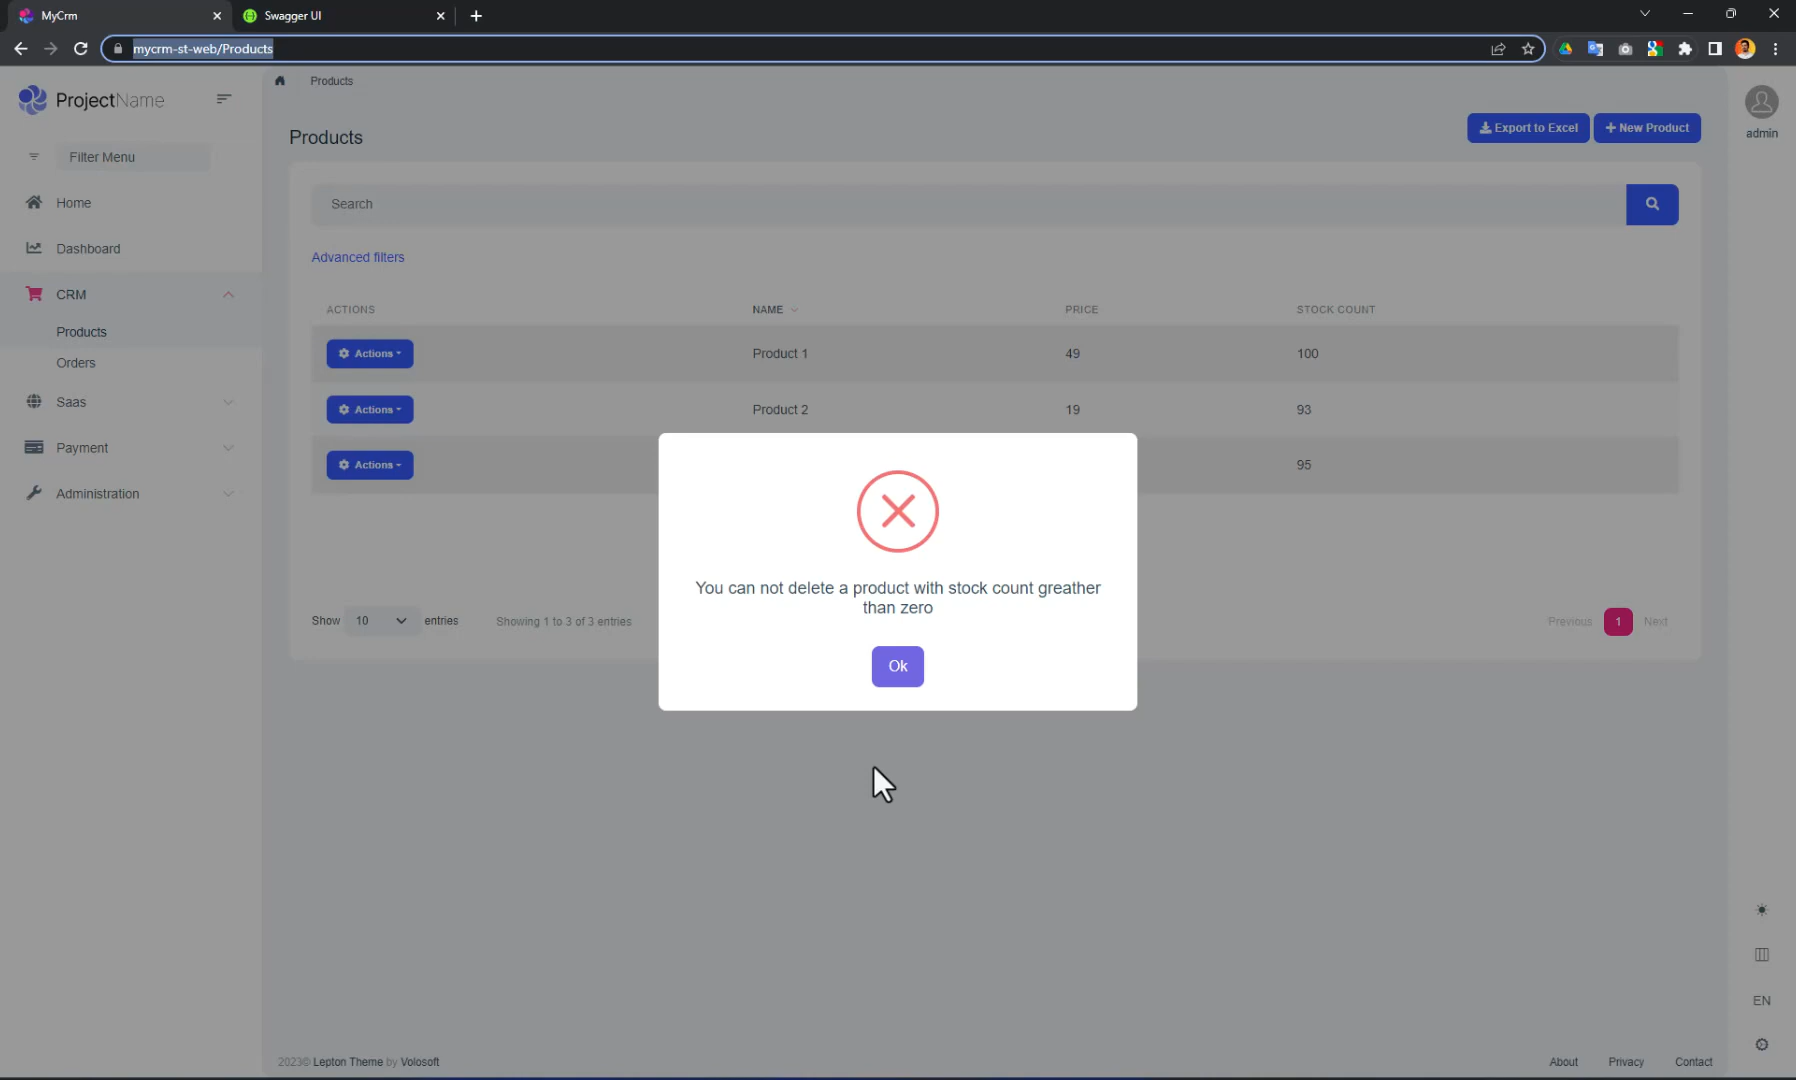 MyCrm
Swagger UI
mycrm-st-web/Products
ProjectName
Products
Export to Excel
+ New Product
admin
Products
Filter Menu
Home
Dashboard
CRM
Products
Orders
Saas
Payment
Administration
Search
Advanced filters
ACTIONS NAME PRICE STOCK COUNT
Actions Product 1 49 100
Actions Product 2 19 93
Actions 95
You can not delete a product with stock count greather
than zero
Ok
Show 10 entries Showing 1 to 3 of 3 entries Previous 1 Next
EN
2023© Lepton Theme by Volosoft
About Privacy Contact